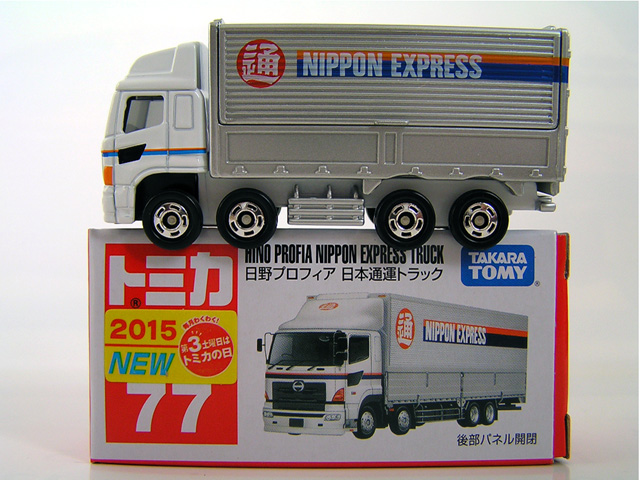 通 NIPPON EXPRESS
HINO PROFIA NIPPON EXPRESS TRUCK
日野プロフィア 日本通運トラック
TAKARA
TOMY
®
トミカ
®
2015
NEW
毎月わくわく!
第3土曜日は
トミカの日
77
通 NIPPON EXPRESS
後部パネル開閉